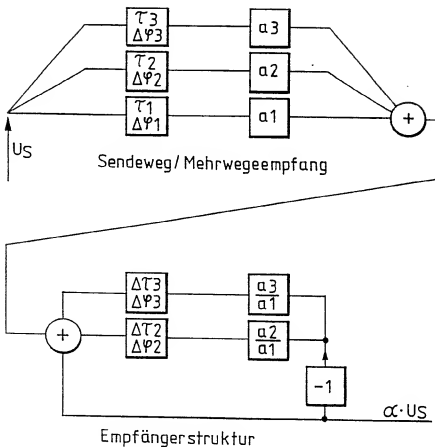 τ3
Δφ3
a3
τ2
Δφ2
a2
τ1
Δφ1
a1
+
US
Sendeweg/Mehrwegeempfang
Δτ3
Δφ3
a3
a1
+
Δτ2
Δφ2
a2
a1
-1
α·US
Empfängerstruktur